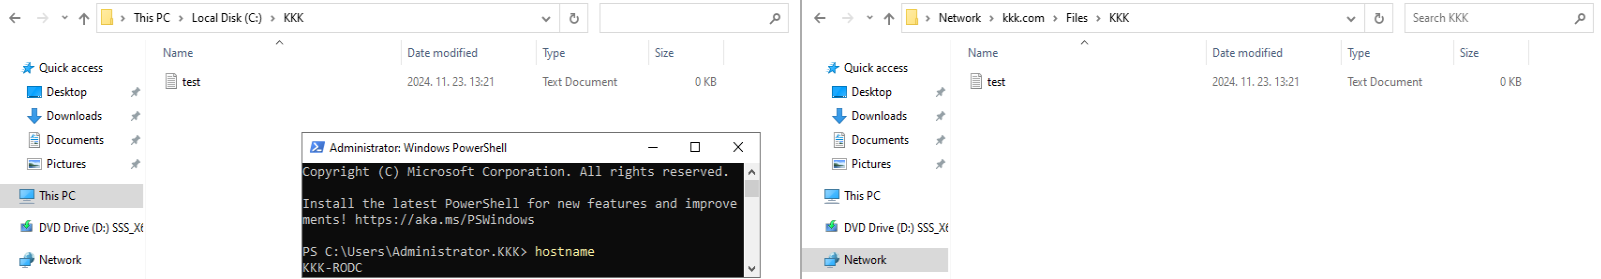 This PC > Local Disk (C:) > KKK
Name Date modified Type Size
test 2024. 11. 23. 13:21 Text Document 0 KB
Quick access
Desktop
Downloads
Documents
Pictures
This PC
DVD Drive (D:) SSS_X6
Network
Administrator: Windows PowerShell
Copyright (C) Microsoft Corporation. All rights reserved.
Install the latest PowerShell for new features and improve
ments! https://aka.ms/PSWindows
PS C:\Users\Administrator.KKK> hostname
KKK-RODC
Network > kkk.com > Files > KKK
Search KKK
Name Date modified Type Size
test 2024. 11. 23. 13:21 Text Document 0 KB
Quick access
Desktop
Downloads
Documents
Pictures
This PC
DVD Drive (D:) SSS_X6
Network